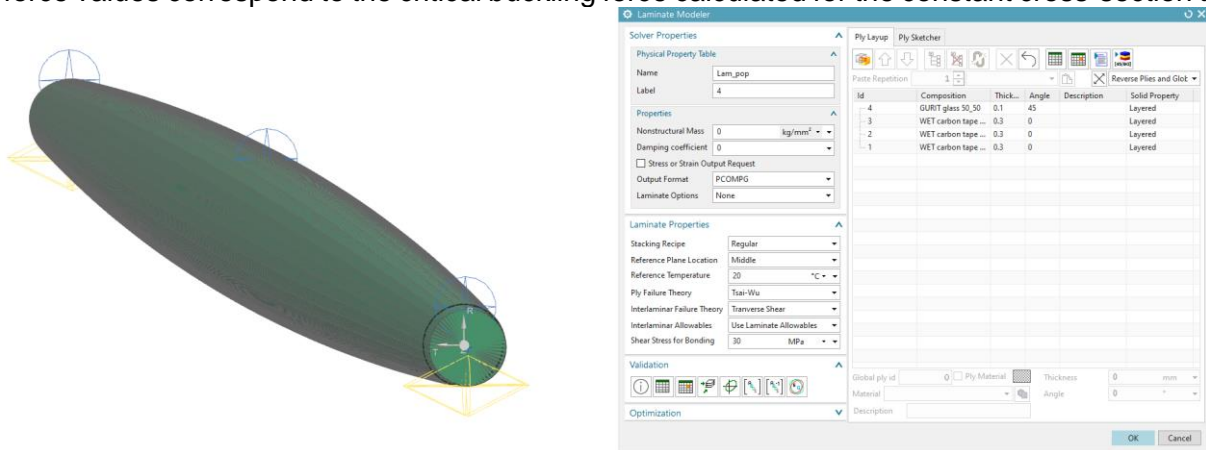 force values correspond to the critical buckling force calculated for the constant cross-section
R
T
Laminate Modeler
Solver Properties
Physical Property Table
Name Lam_pop
Label 4
Properties
Nonstructural Mass 0 kg/mm²
Damping coefficient 0
Stress or Strain Output Request
Output Format PCOMPG
Laminate Options None
Laminate Properties
Stacking Recipe Regular
Reference Plane Location Middle
Reference Temperature 20 °C
Ply Failure Theory Tsai-Wu
Interlaminar Failure Theory Tranverse Shear
Interlaminar Allowables Use Laminate Allowables
Shear Stress for Bonding 30 MPa
Validation
Optimization
Ply Layup Ply Sketcher
Paste Repetition 1 Reverse Plies and Glot
Id Composition Thick... Angle Description Solid Property
4 GURIT glass 50_50 0.1 45 Layered
3 WET carbon tape ... 0.3 0 Layered
2 WET carbon tape ... 0.3 0 Layered
1 WET carbon tape ... 0.3 0 Layered
Global ply id 0 Ply Material Thickness 0 mm
Material Angle 0 °
Description
OK Cancel